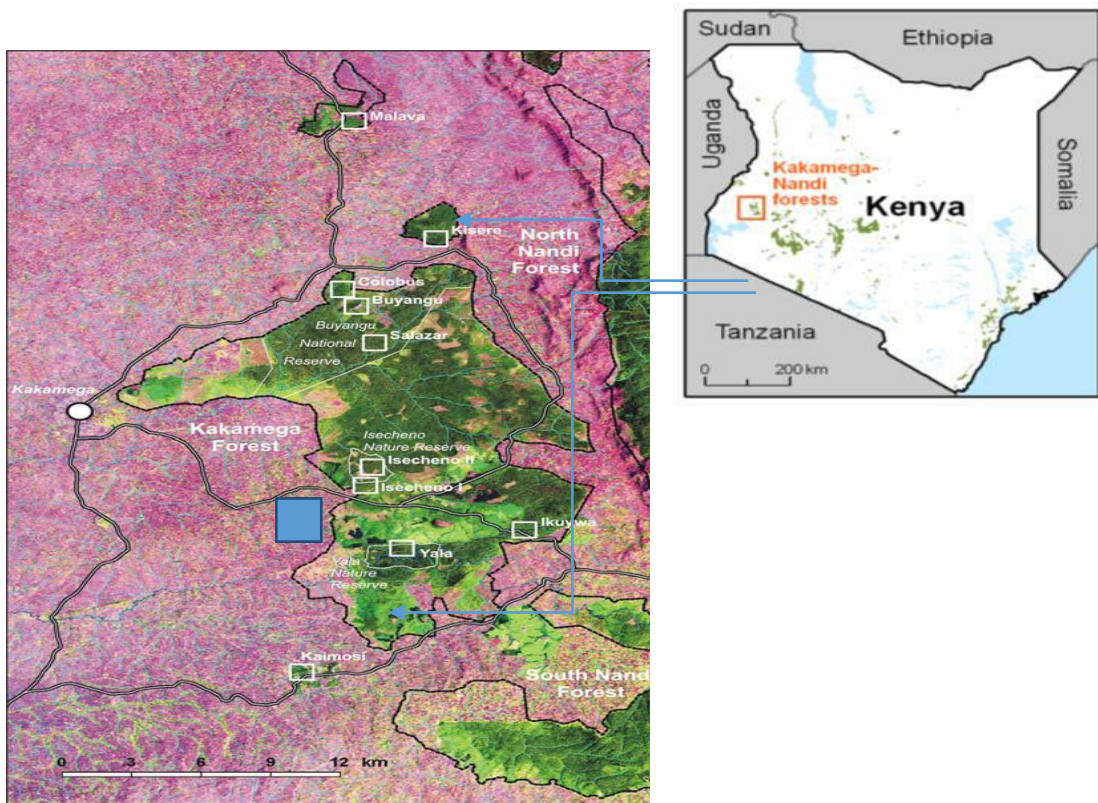 Malava
Kisere
North
Nandi
Forest
Colobus
Buyangu
Buyangu
National
Reserve
Salazar
Kakamega
Kakamega
Forest
Isecheno
Nature Reserve
Isecheno II
Isecheno I
Ikuywa
Yala
Yala
Nature
Reserve
Kaimosi
South Nand
Forest
0 3 6 9 12 km
Sudan
Ethiopia
Uganda
Somalia
Kakamega-
Nandi
forests
Kenya
Tanzania
0 200 km